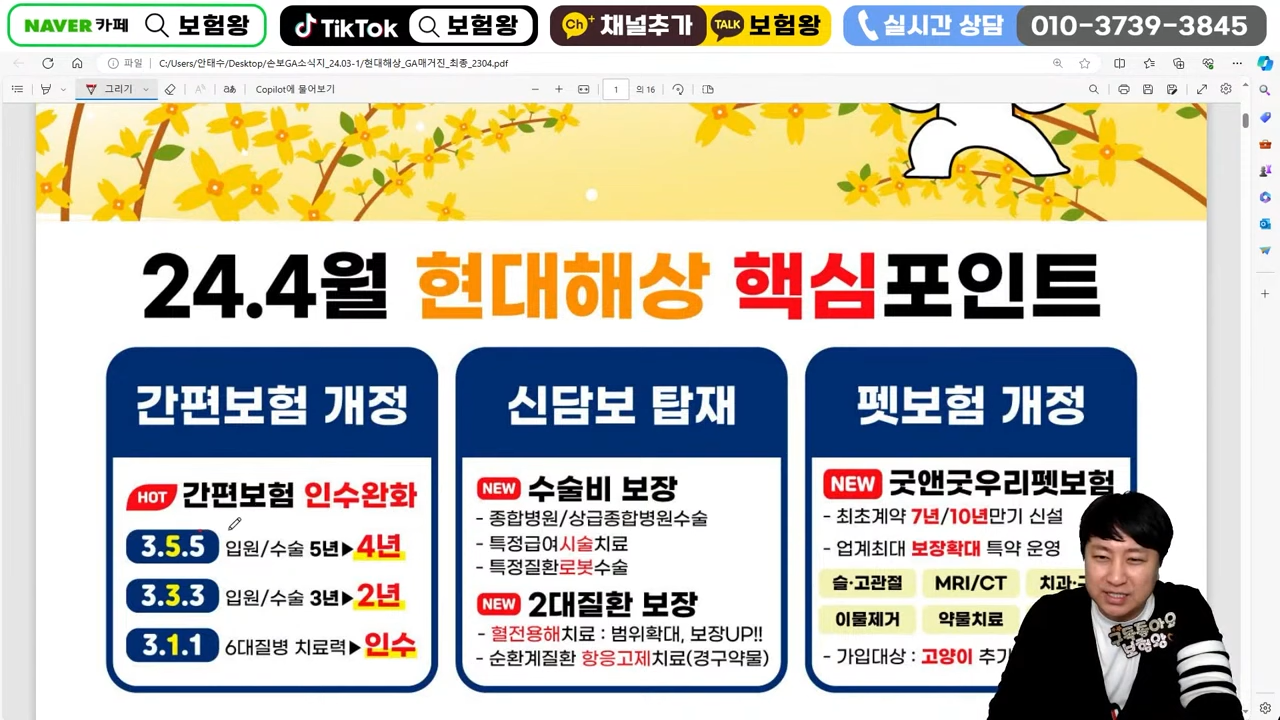 NAVER 카페 보험왕
TikTok 보험왕
Ch+ 채널추가 TALK 보험왕
실시간 상담 010-3739-3845
파일 C:/Users/안태수/Desktop/손보GA소식지_24.03-1/현대해상_GA매거진_최종_2304.pdf
그리기 Copilot에 물어보기 1 의 16
24.4월 현대해상 핵심포인트
간편보험 개정
HOT 간편보험 인수완화
3.5.5 입원/수술 5년▶4년
3.3.3 입원/수술 3년▶2년
3.1.1 6대질병 치료력▶인수
신담보 탑재
NEW 수술비 보장
- 종합병원/상급종합병원수술
- 특정급여시술치료
- 특정질환로봇수술
NEW 2대질환 보장
- 혈전용해치료 : 범위확대, 보장UP!!
- 순환계질환 항응고제치료(경구약물)
펫보험 개정
NEW 굿앤굿우리펫보험
- 최초계약 7년/10년만기 신설
- 업계최대 보장확대 특약 운영
슬·고관절 MRI/CT 치과·
이물제거 약물치료
- 가입대상 : 고양이 추가
보험왕